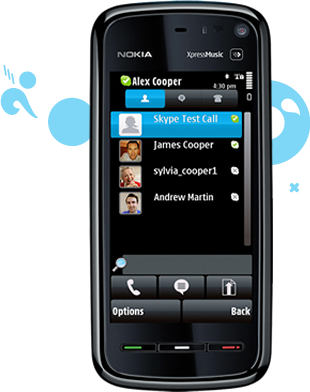 NOKIA XpressMusic
Alex Cooper
4:30 pm
Skype Test Call
James Cooper
sylvia_cooper1
Andrew Martin
Options Back